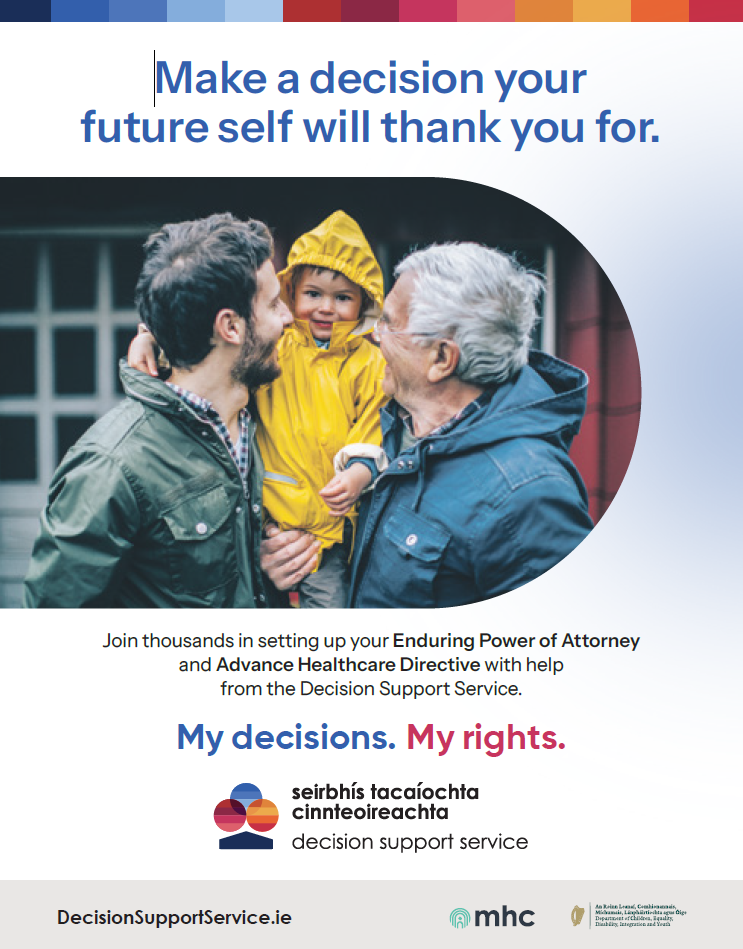 Make a decision your
future self will thank you for.
Join thousands in setting up your Enduring Power of Attorney
and Advance Healthcare Directive with help
from the Decision Support Service.
My decisions. My rights.
seirbhís tacaíochta
cinnteoireachta
decision support service
DecisionSupportService.ie
mhc
An Roinn Leanaí, Comhionannais,
Míchumais, Lánpháirtíochta agus Óige
Department of Children, Equality,
Disability, Integration and Youth